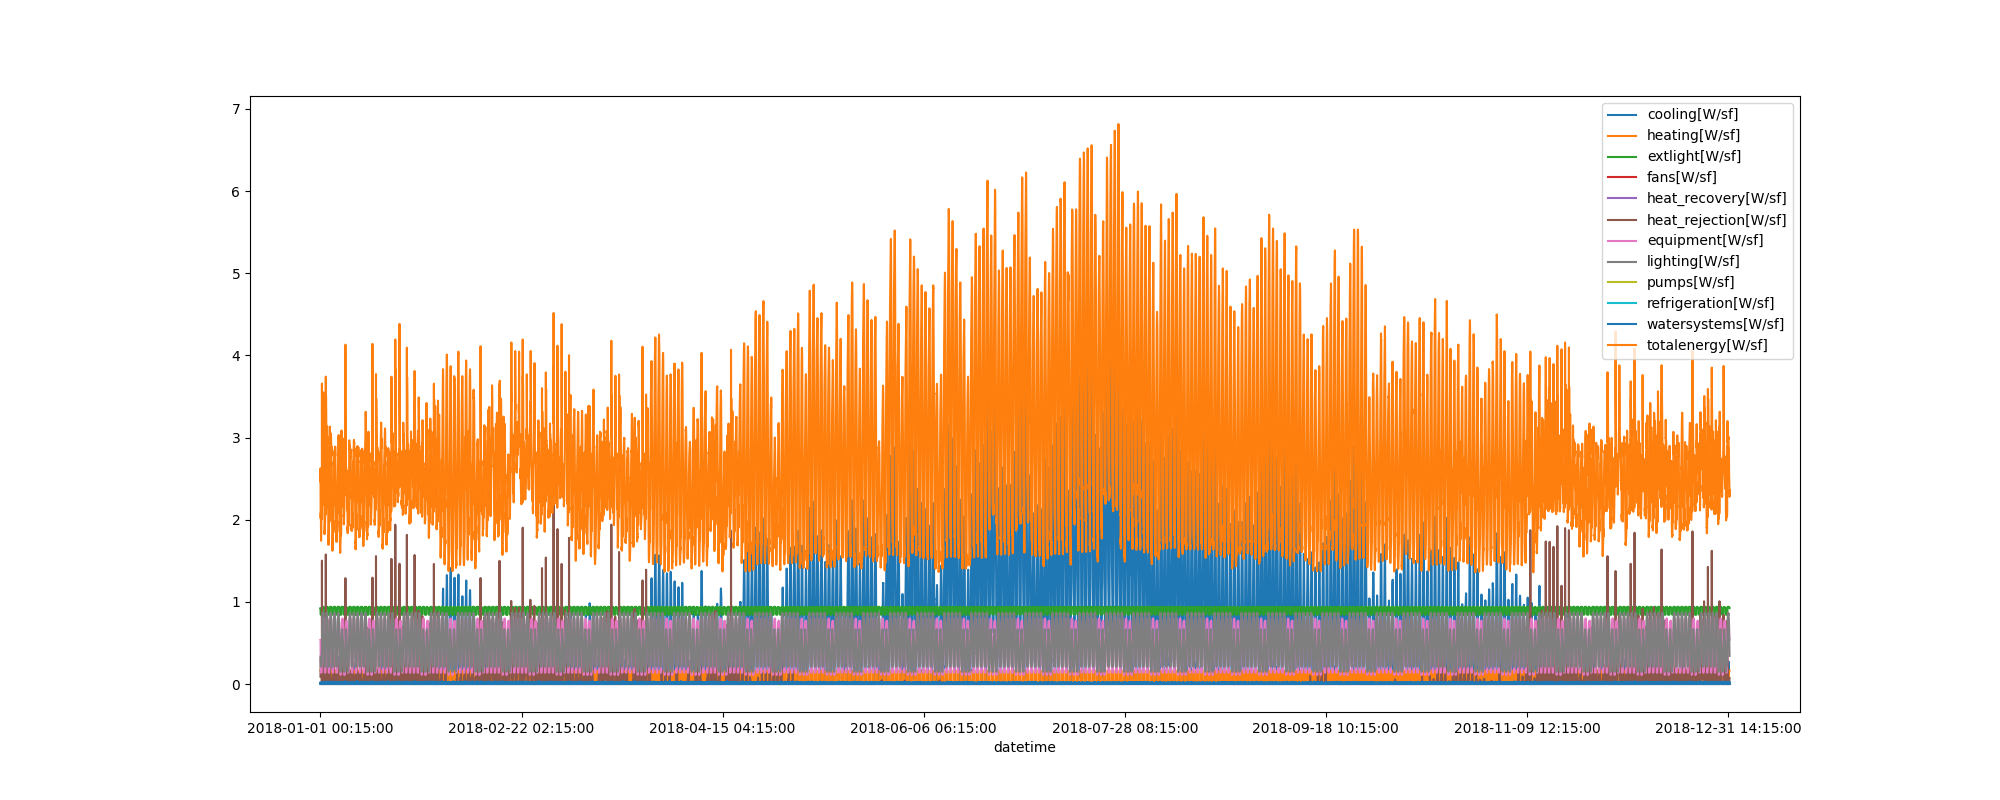 7
6
5
4
3
2
1
0
cooling[W/sf]
heating[W/sf]
extlight[W/sf]
fans[W/sf]
heat_recovery[W/sf]
heat_rejection[W/sf]
equipment[W/sf]
lighting[W/sf]
pumps[W/sf]
refrigeration[W/sf]
watersystems[W/sf]
totalenergy[W/sf]
2018-01-01 00:15:00 2018-02-22 02:15:00 2018-04-15 04:15:00 2018-06-06 06:15:00 2018-07-28 08:15:00 2018-09-18 10:15:00 2018-11-09 12:15:00 2018-12-31 14:15:00
datetime